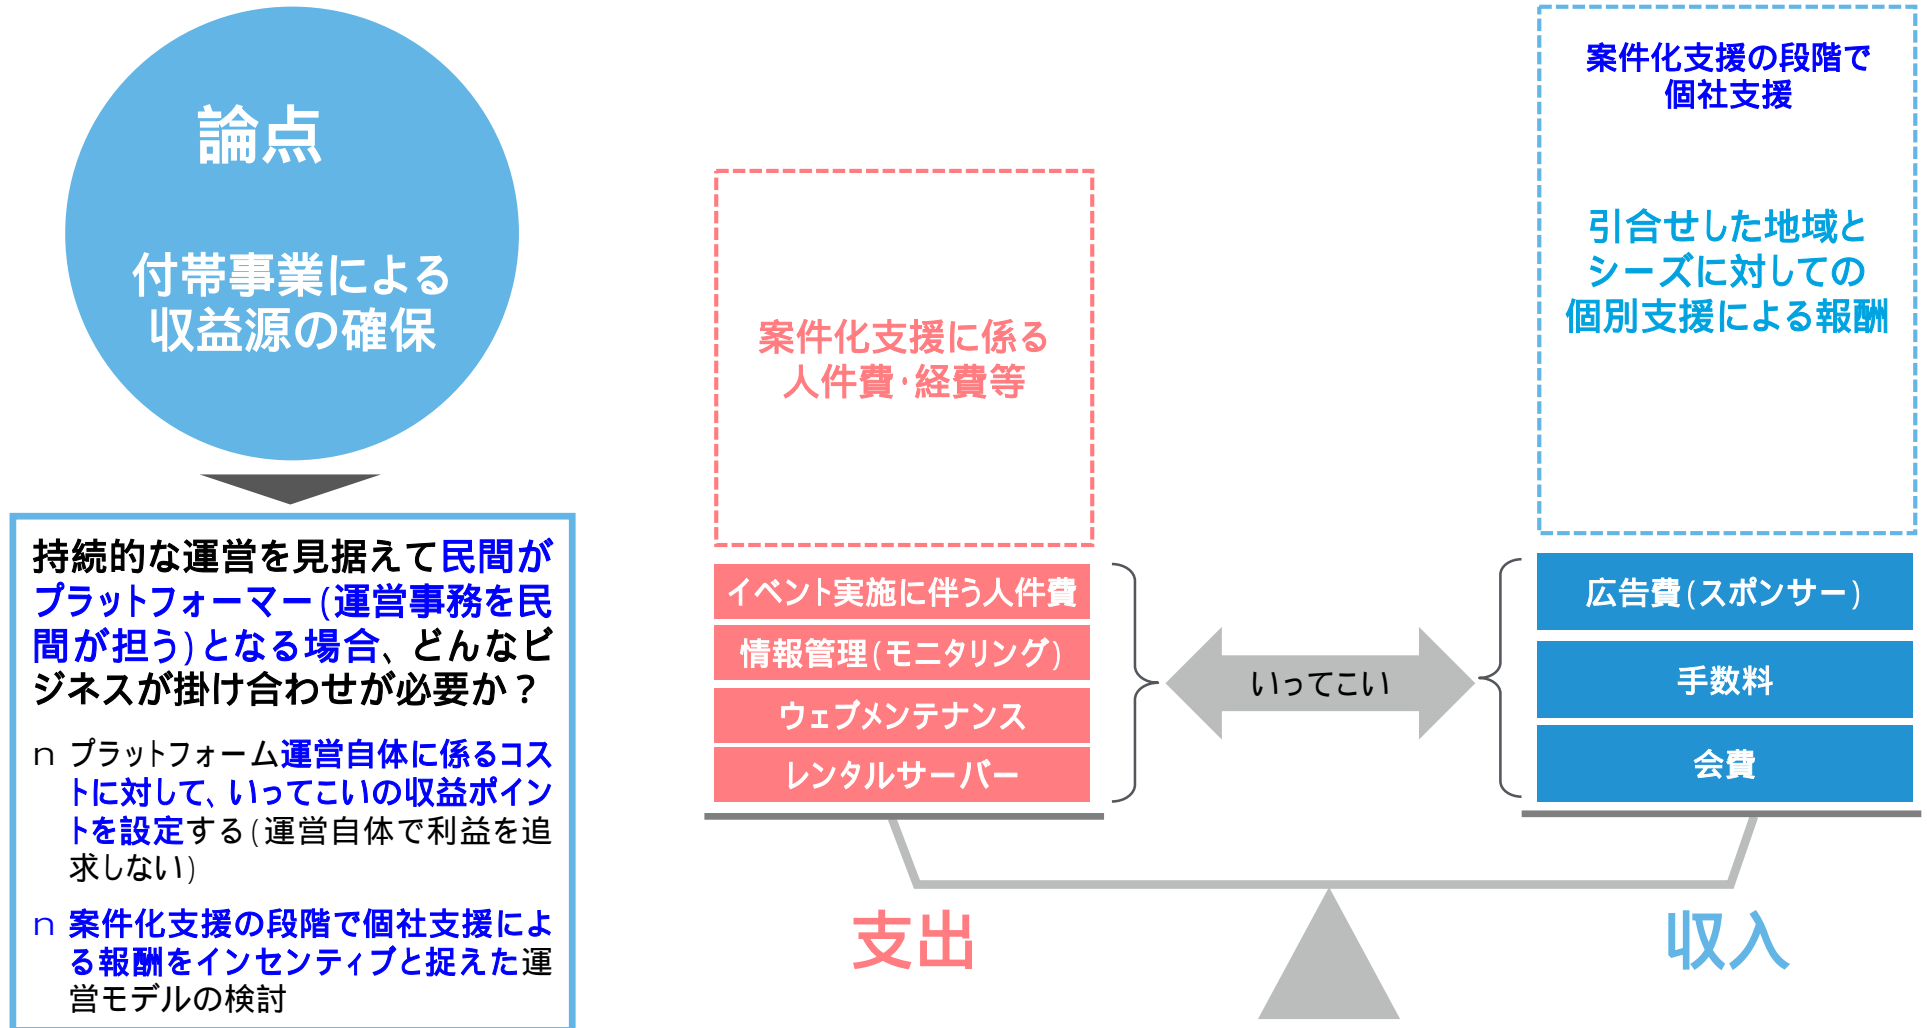 論点
付帯事業による
収益源の確保
持続的な運営を見据えて民間が
プラットフォーマー(運営事務を民
間が担う)となる場合、どんなビ
ジネスが掛け合わせが必要か？
n プラットフォーム運営自体に係るコス
トに対して、いってこいの収益ポイン
トを設定する(運営自体で利益を追
求しない)
n 案件化支援の段階で個社支援によ
る報酬をインセンティブと捉えた運
営モデルの検討
案件化支援に係る
人件費・経費等
イベント実施に伴う人件費
情報管理(モニタリング)
ウェブメンテナンス
レンタルサーバー
支出
いってこい
案件化支援の段階で
個社支援
引合せした地域と
シーズに対しての
個別支援による報酬
広告費(スポンサー)
手数料
会費
収入